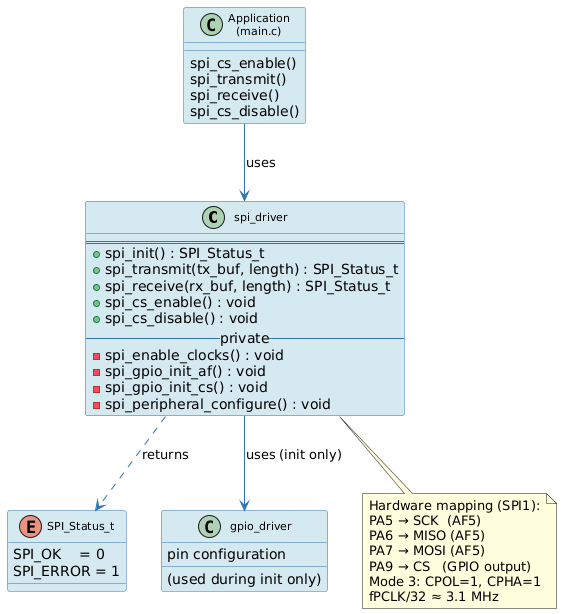 C Application
(main.c)
spi_cs_enable()
spi_transmit()
spi_receive()
spi_cs_disable()
uses
C spi_driver
spi_init() : SPI_Status_t
spi_transmit(tx_buf, length) : SPI_Status_t
spi_receive(rx_buf, length) : SPI_Status_t
spi_cs_enable() : void
spi_cs_disable() : void
private
spi_enable_clocks() : void
spi_gpio_init_af() : void
spi_gpio_init_cs() : void
spi_peripheral_configure() : void
returns
uses (init only)
E SPI_Status_t
SPI_OK = 0
SPI_ERROR = 1
C gpio_driver
pin configuration
(used during init only)
Hardware mapping (SPI1):
PA5 → SCK (AF5)
PA6 → MISO (AF5)
PA7 → MOSI (AF5)
PA9 → CS (GPIO output)
Mode 3: CPOL=1, CPHA=1
fPCLK/32 ≈ 3.1 MHz